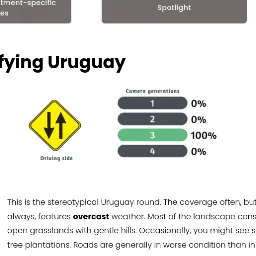 tment-specific
es
Spotlight
fying Uruguay
Camera generations
1 0%
2 0%
3 100%
4 0%
Driving side
This is the stereotypical Uruguay round. The coverage often, but
always, features overcast weather. Most of the landscape cons
open grasslands with gentle hills. Occasionally, you might see s
tree plantations. Roads are generally in worse condition than in